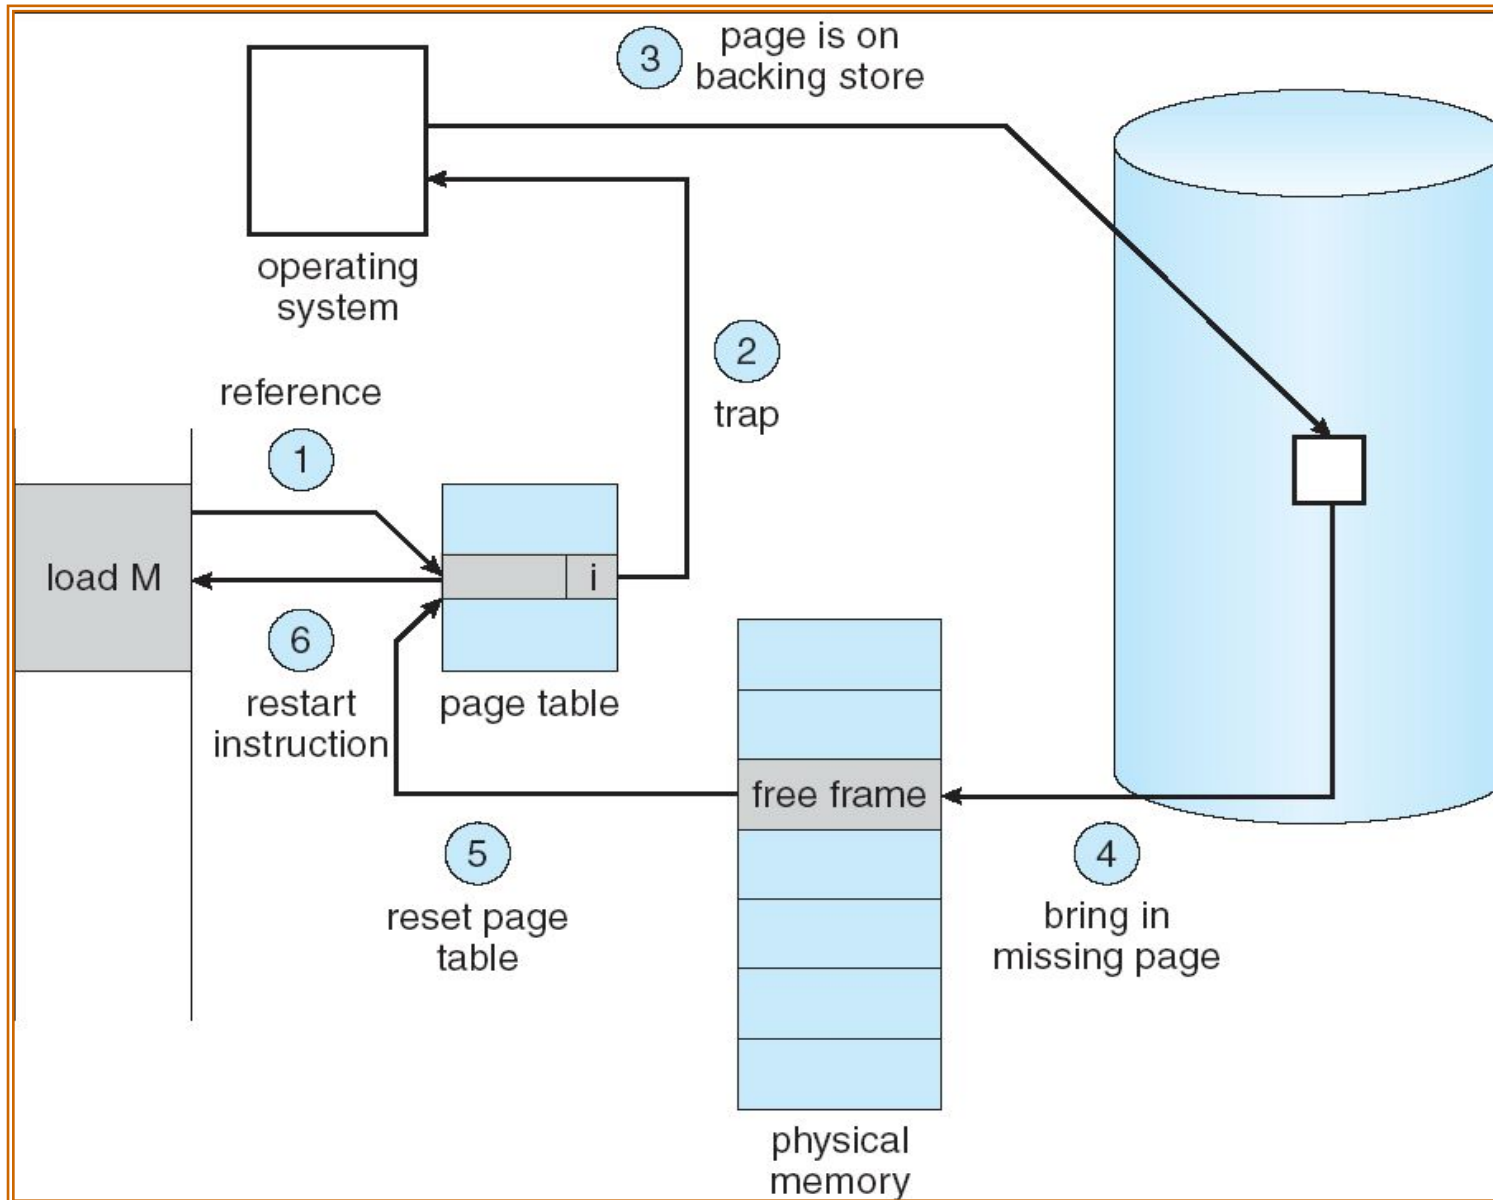 3
page is on
backing store
operating
system
2
trap
reference
1
load M
i
6
restart
instruction
page table
free frame
5
reset page
table
4
bring in
missing page
physical
memory